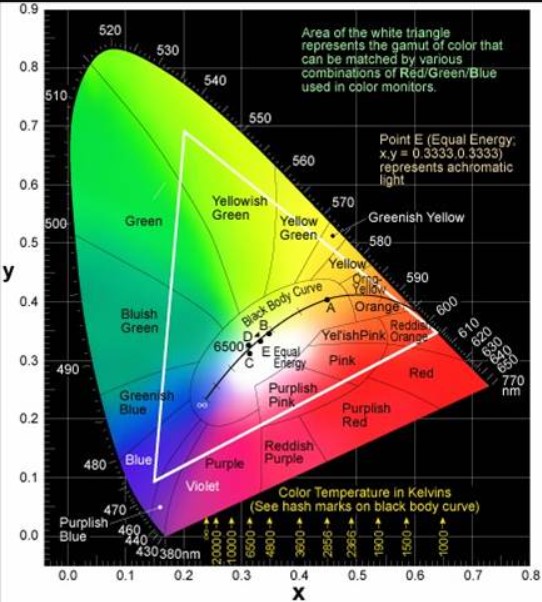 0.9
0.8
0.7
0.6
0.5
0.4
0.3
0.2
0.1
0.0
y
0.0
0.1
0.2
0.3
0.4
0.5
0.6
0.7
0.8
x
Area of the white triangle
represents the gamut of color that
can be matched by various
combinations of Red/Green/Blue
used in color monitors.
Point E (Equal Energy;
x,y = 0.3333,0.3333)
represents achromatic
light
520
530
540
550
560
570
580
590
600
610
620
630
770
nm
510
500
490
480
470
460
440
430
380nm
Green
Yellowish
Green
Yellow
Green
Greenish Yellow
Yellow
Orng-
Yellow
Orange
Reddish
Orange
Bluish
Green
Greenish
Blue
Blue
Purplish
Blue
Violet
Purple
Reddish
Purple
Purplish
Red
Red
Pink
Yel'ishPink
Purplish
Pink
Black Body Curve
A
B
D
6500
C
E
Equal
Energy
∞
Color Temperature in Kelvins
(See hash marks on black body curve)
∞
20000
10000
6500
4800
3600
2856
2366
1900
1500
1000